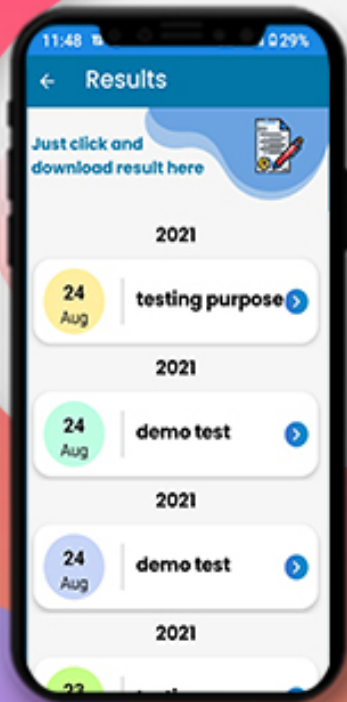 11:48
29%
← Results
Just click and
download result here
2021
24
Aug
testing purpose
2021
24
Aug
demo test
2021
24
Aug
demo test
2021
23